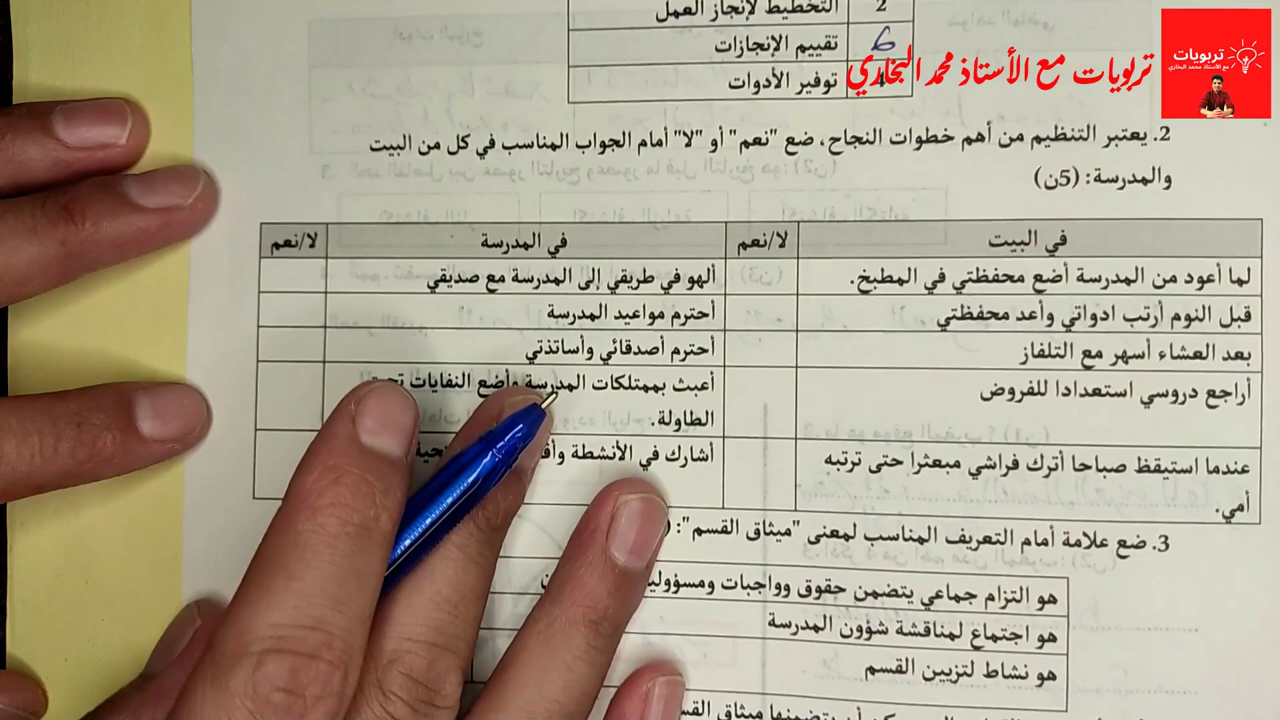 2 التخطيط لإنجاز العمل
تقييم الإنجازات
توفير الأدوات
تربويات مع الأستاذ محمد البخاري
تربويات
مع الأستاذ محمد البخاري
2. يعتبر التنظيم من أهم خطوات النجاح، ضع "نعم" أو "لا" أمام الجواب المناسب في كل من البيت
والمدرسة: (5ن)
في البيت لا/نعم في المدرسة لا/نعم
لما أعود من المدرسة أضع محفظتي في المطبخ. ألهو في طريقي إلى المدرسة مع صديقي
قبل النوم أرتب ادواتي وأعد محفظتي أحترم مواعيد المدرسة
بعد العشاء أسهر مع التلفاز أحترم أصدقائي وأساتذتي
أراجع دروسي استعدادا للفروض أعبث بممتلكات المدرسة وأضع النفايات
الطاولة.
عندما استيقظ صباحا أترك فراشي مبعثرا حتى ترتبه أشارك في الأنشطة
أمي.
3. ضع علامة أمام التعريف المناسب لمعنى "ميثاق القسم":
هو التزام جماعي يتضمن حقوق وواجبات
هو اجتماع لمناقشة شؤون المدرسة
هو نشاط لتزيين القسم